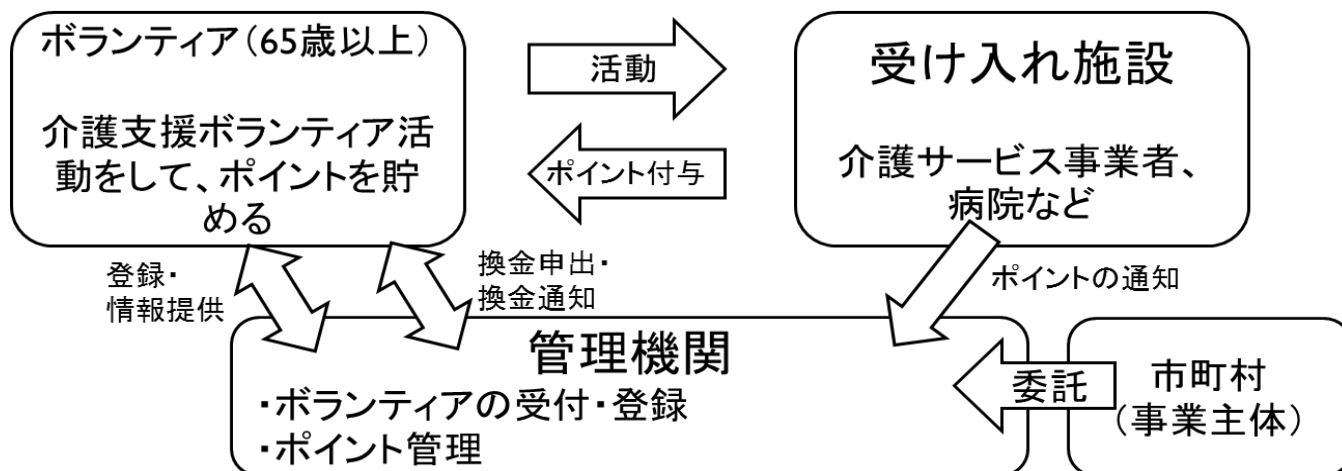 ボランティア(65歳以上)
介護支援ボランティア活
動をして、ポイントを貯
める
活動
ポイント付与
受け入れ施設
介護サービス事業者、
病院など
登録・
情報提供
換金申出・
換金通知
ポイントの通知
管理機関
・ボランティアの受付・登録
・ポイント管理
委託
市町村
(事業主体)